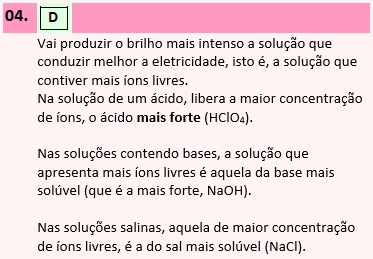 04. D
Vai produzir o brilho mais intenso a solução que
conduzir melhor a eletricidade, isto é, a solução que
contiver mais íons livres.
Na solução de um ácido, libera a maior concentração
de íons, o ácido mais forte (HClO₄).
Nas soluções contendo bases, a solução que
apresenta mais íons livres é aquela da base mais
solúvel (que é a mais forte, NaOH).
Nas soluções salinas, aquela de maior concentração
de íons livres, é a do sal mais solúvel (NaCl).